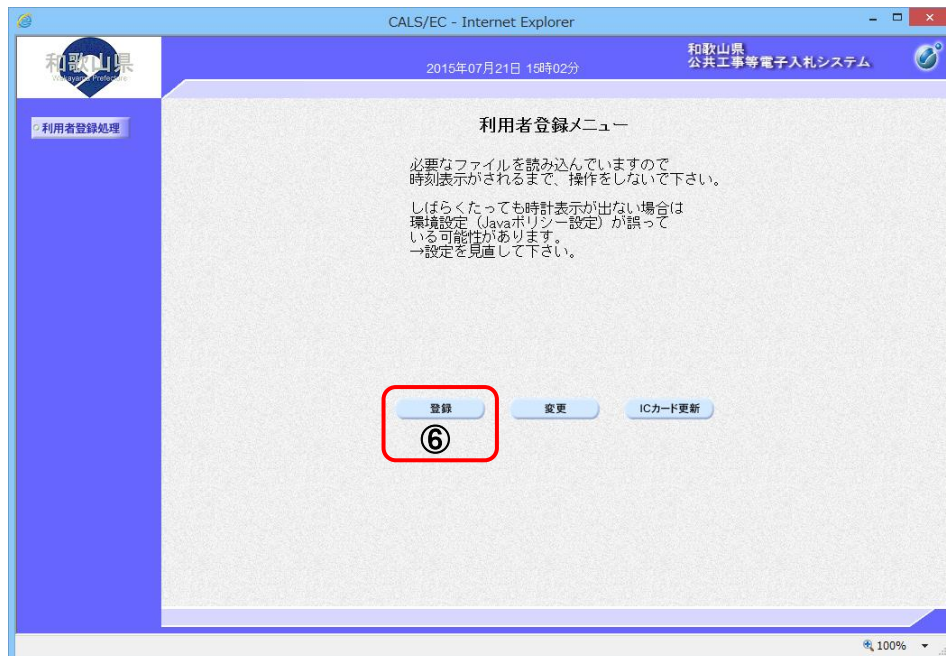 CALS/EC - Internet Explorer
和歌山県
Wakayama Prefecture
2015年07月21日 15時02分
和歌山県
公共工事等電子入札システム
利用者登録処理
利用者登録メニュー
必要なファイルを読み込んでいますので
時刻表示がされるまで、操作をしないで下さい。
しばらくたっても時計表示が出ない場合は
環境設定（Javaポリシー設定）が誤って
いる可能性があります。
→設定を見直して下さい。
登録
変更
ICカード更新
⑥
100%